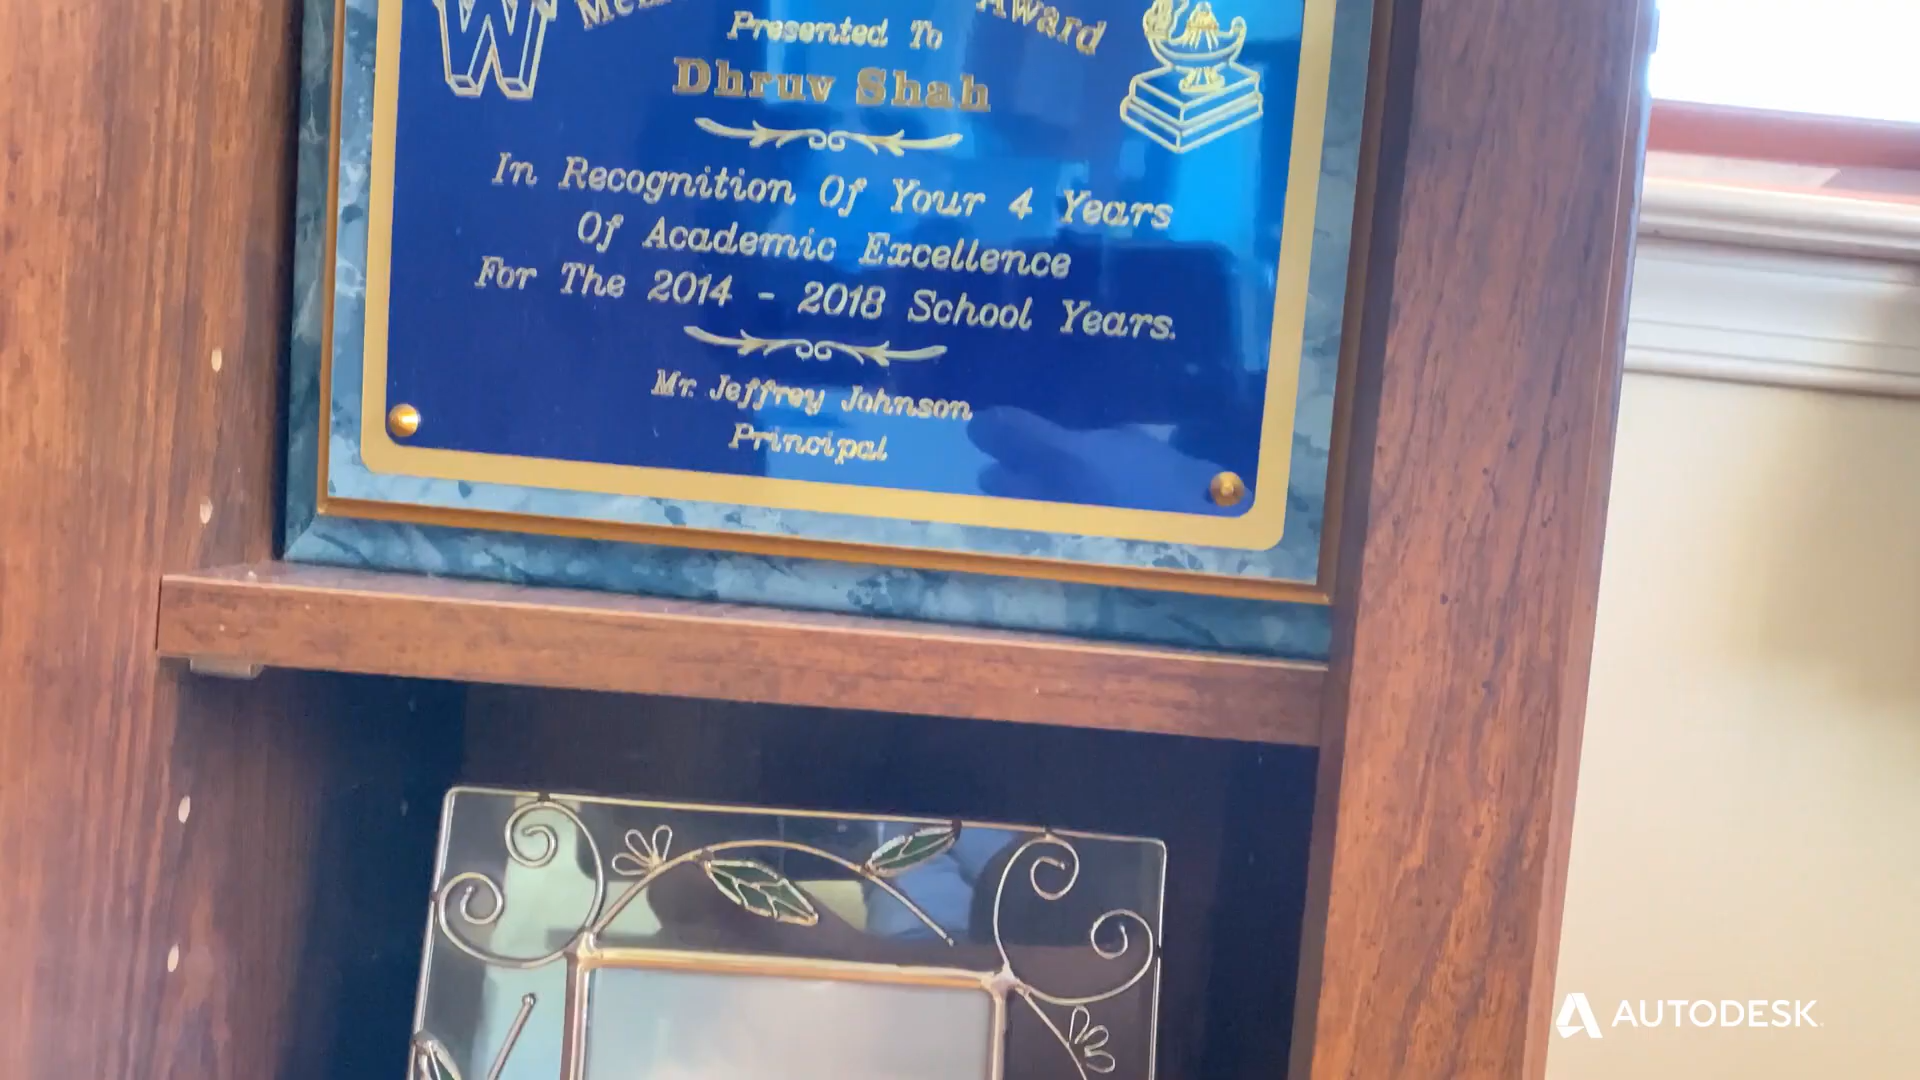 W
Award
Presented To
Dhruv Shah
In Recognition Of Your 4 Years
Of Academic Excellence
For The 2014 - 2018 School Years.
Mr. Jeffrey Johnson
Principal
AUTODESK